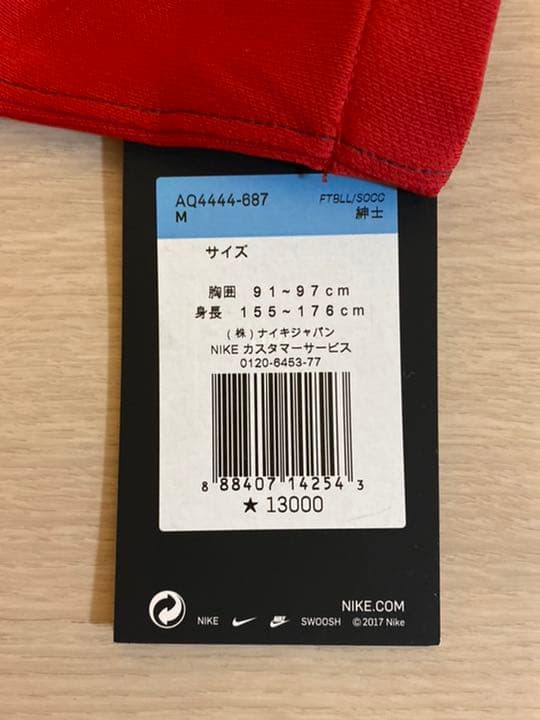 AQ4444-687 FTBLL/SOCC
M 紳士
サイズ
胸囲 91~97cm
身長 155~176cm
(株)ナイキジャパン
NIKE カスタマーサービス
0120-6453-77
8 88407 14254 3
★ 13000
NIKE.COM
NIKE SWOOSH ©2017 Nike